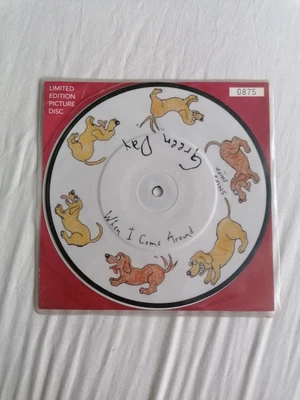 LIMITED
EDITION
PICTURE
DISC
0875
Green Day
When I Come Around